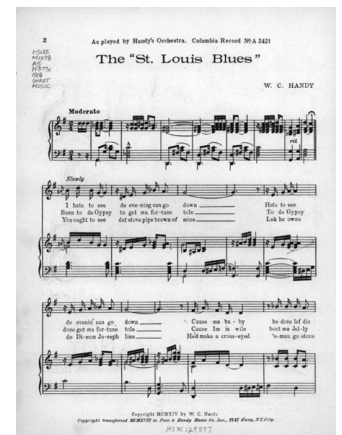 2
As played by Handy's Orchestra. Columbia Record No A 2421
The "St. Louis Blues"
W. C. HANDY
Moderato
rit
Slowly
I hate to see de eve-ning sun go down Hate to see
Been to de Gypsy to get ma for-tune tole To de Gypsy
You ought to see dat stove pipe brown of mine Lak he owns
de evenin' sun go down 'Cause ma ba-by he done lef dis
done got ma for-tune tole 'Cause Im is wile bout ma Jel-ly
de Di-mon Jo-seph line He'd make a cross-eyed 'o-man go stone
Copyright MCMXIV by W. C. Handy
Copyright transferred MCMXVIII to Pace & Handy Music Co. Inc., 1547 B'way, N.Y. City.